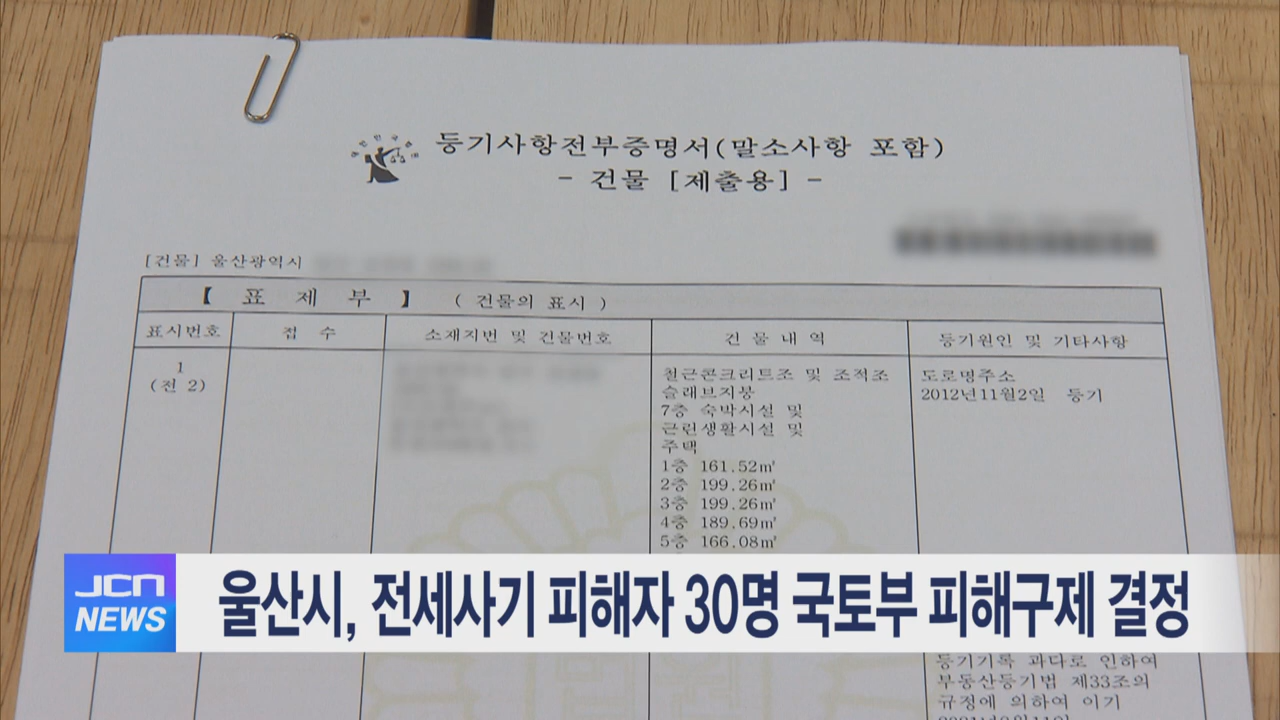 대한민국법원
등기사항전부증명서(말소사항 포함)
- 건물 [제출용] -
[건물] 울산광역시
【 표 제 부 】 ( 건물의 표시 )
표시번호 접 수 소재지번 및 건물번호 건 물 내 역 등기원인 및 기타사항
1
(전 2)
철근콘크리트조 및 조적조
슬래브지붕
7층 숙박시설 및
근린생활시설 및
주택
1층 161.52㎡
2층 199.26㎡
3층 199.26㎡
4층 189.69㎡
5층 166.08㎡
도로명주소
2012년11월2일 등기
JCN
NEWS
울산시, 전세사기 피해자 30명 국토부 피해구제 결정
등기기록 과다로 인하여
부동산등기법 제33조의
규정에 의하여 이기